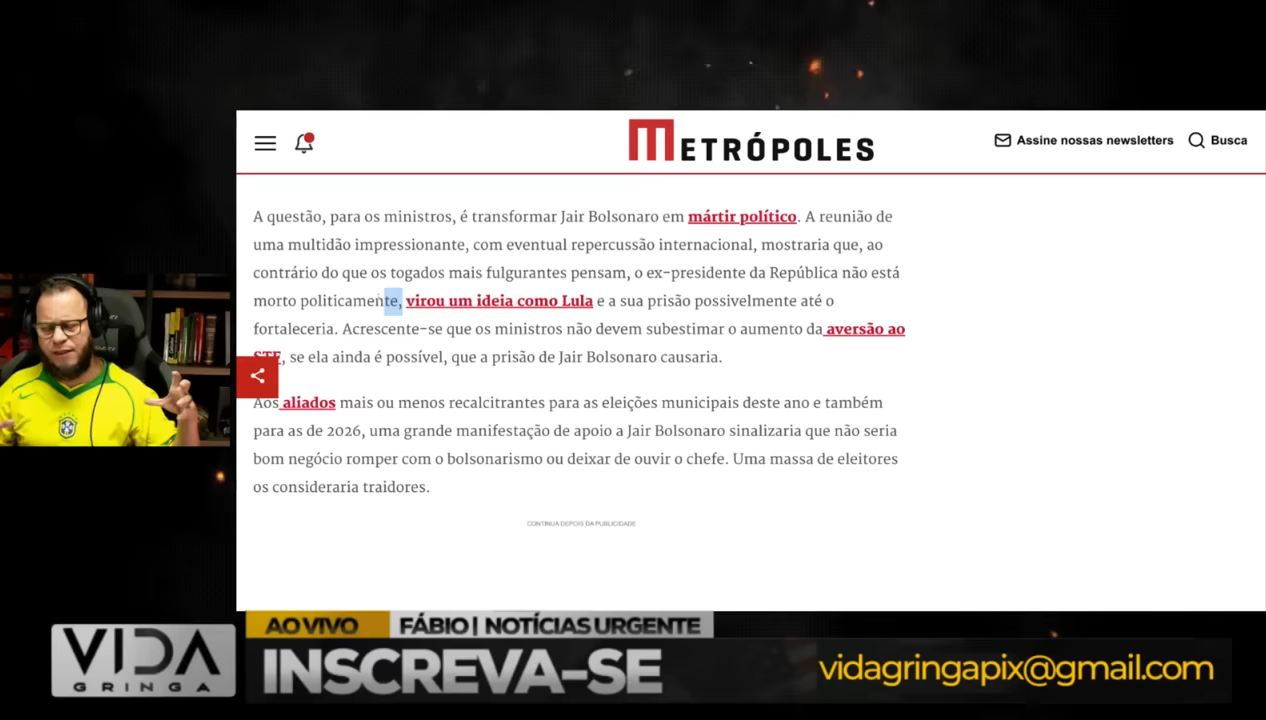 METRÓPOLES
Assine nossas newsletters
Busca
A questão, para os ministros, é transformar Jair Bolsonaro em mártir político. A reunião de
uma multidão impressionante, com eventual repercussão internacional, mostraria que, ao
contrário do que os togados mais fulgurantes pensam, o ex-presidente da República não está
morto politicamente, virou um ideia como Lula e a sua prisão possivelmente até o
fortaleceria. Acrescente-se que os ministros não devem subestimar o aumento da aversão ao
STF, se ela ainda é possível, que a prisão de Jair Bolsonaro causaria.
Aos aliados mais ou menos recalcitrantes para as eleições municipais deste ano e também
para as de 2026, uma grande manifestação de apoio a Jair Bolsonaro sinalizaria que não seria
bom negócio romper com o bolsonarismo ou deixar de ouvir o chefe. Uma massa de eleitores
os consideraria traidores.
CONTINUA DEPOIS DA PUBLICIDADE
AO VIVO
FÁBIO | NOTÍCIAS URGENTE
VIDA
GRINGA
INSCREVA-SE
vidagringapix@gmail.com